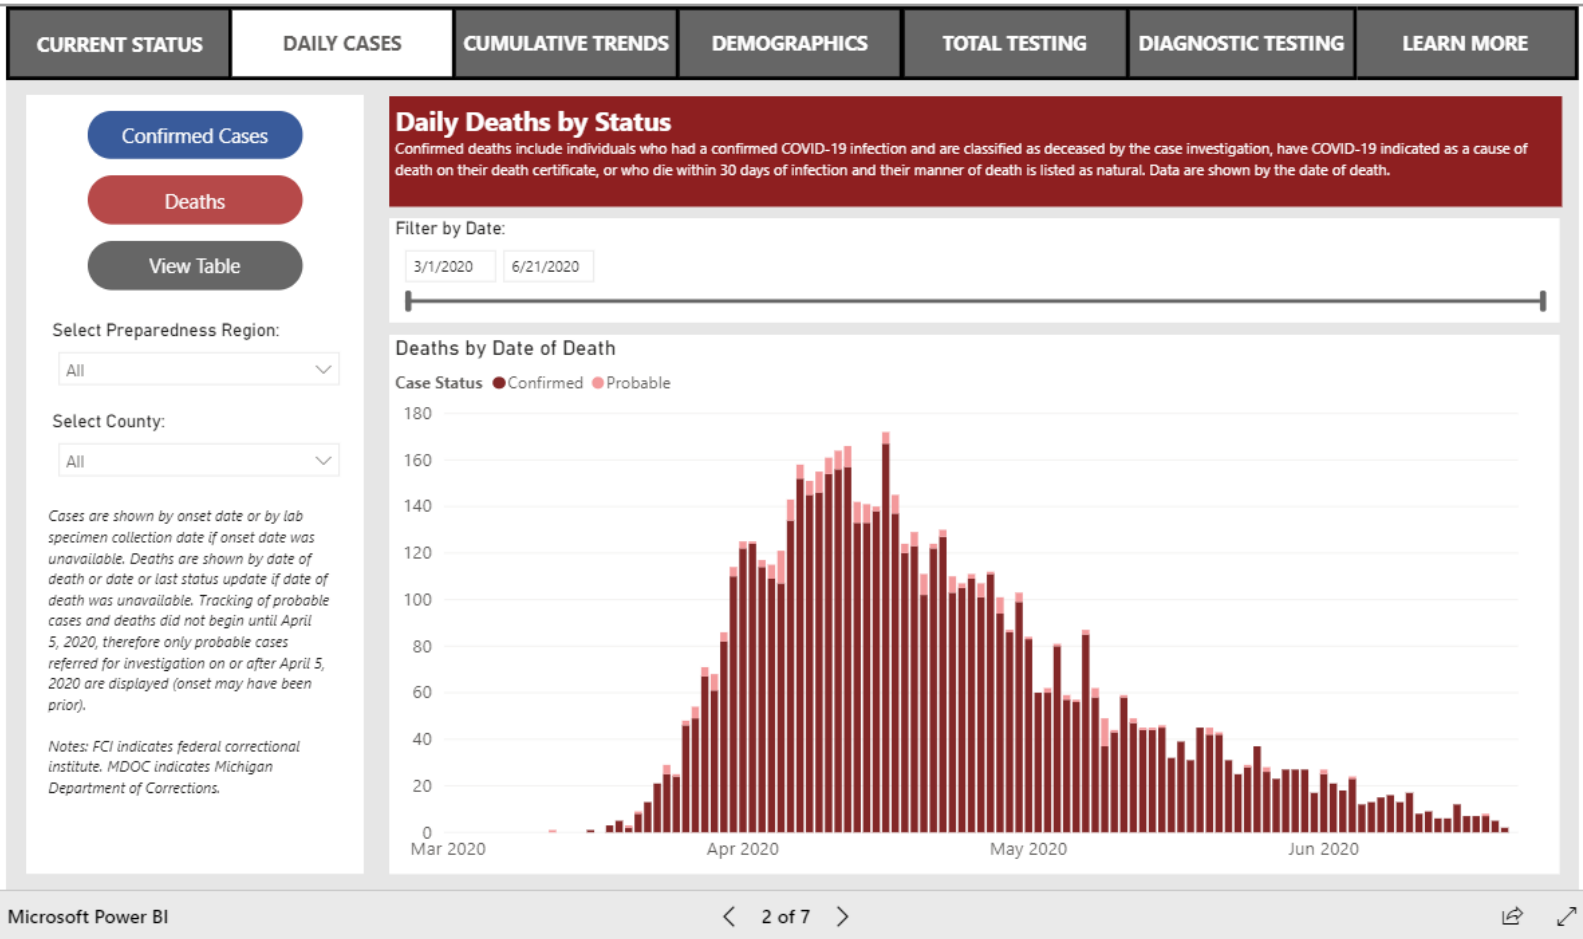 CURRENT STATUS
DAILY CASES
CUMULATIVE TRENDS
DEMOGRAPHICS
TOTAL TESTING
DIAGNOSTIC TESTING
LEARN MORE
Confirmed Cases
Deaths
View Table
Select Preparedness Region:
All
Select County:
All
Cases are shown by onset date or by lab
specimen collection date if onset date was
unavailable. Deaths are shown by date of
death or date or last status update if date of
death was unavailable. Tracking of probable
cases and deaths did not begin until April
5, 2020, therefore only probable cases
referred for investigation on or after April 5,
2020 are displayed (onset may have been
prior).
Notes: FCI indicates federal correctional
institute. MDOC indicates Michigan
Department of Corrections.
Daily Deaths by Status
Confirmed deaths include individuals who had a confirmed COVID-19 infection and are classified as deceased by the case investigation, have COVID-19 indicated as a cause of
death on their death certificate, or who die within 30 days of infection and their manner of death is listed as natural. Data are shown by the date of death.
Filter by Date:
3/1/2020
6/21/2020
Deaths by Date of Death
Case Status Confirmed Probable
180
160
140
120
100
80
60
40
20
0
Mar 2020
Apr 2020
May 2020
Jun 2020
Microsoft Power BI
2 of 7